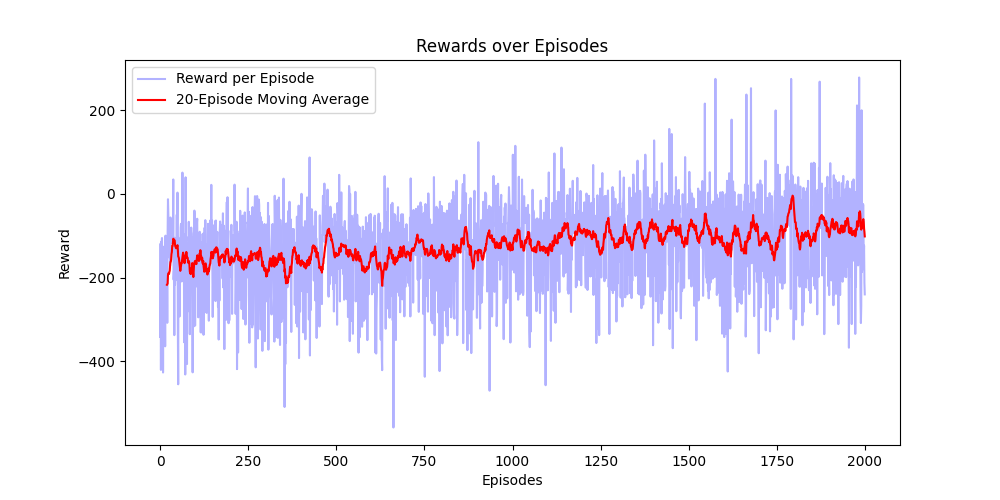 Rewards over Episodes
Reward per Episode
20-Episode Moving Average
200
0
−200
−400
Reward
0
250
500
750
1000
1250
1500
1750
2000
Episodes